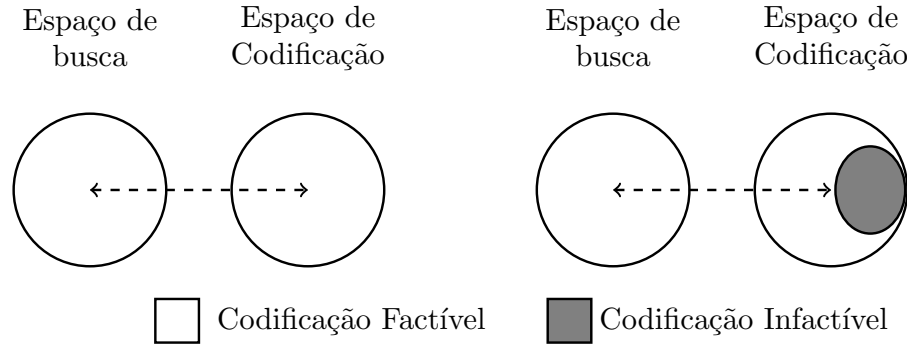 Espaço de
busca
Espaço de
Codificação
Espaço de
busca
Espaço de
Codificação
Codificação Factível
Codificação Infactível